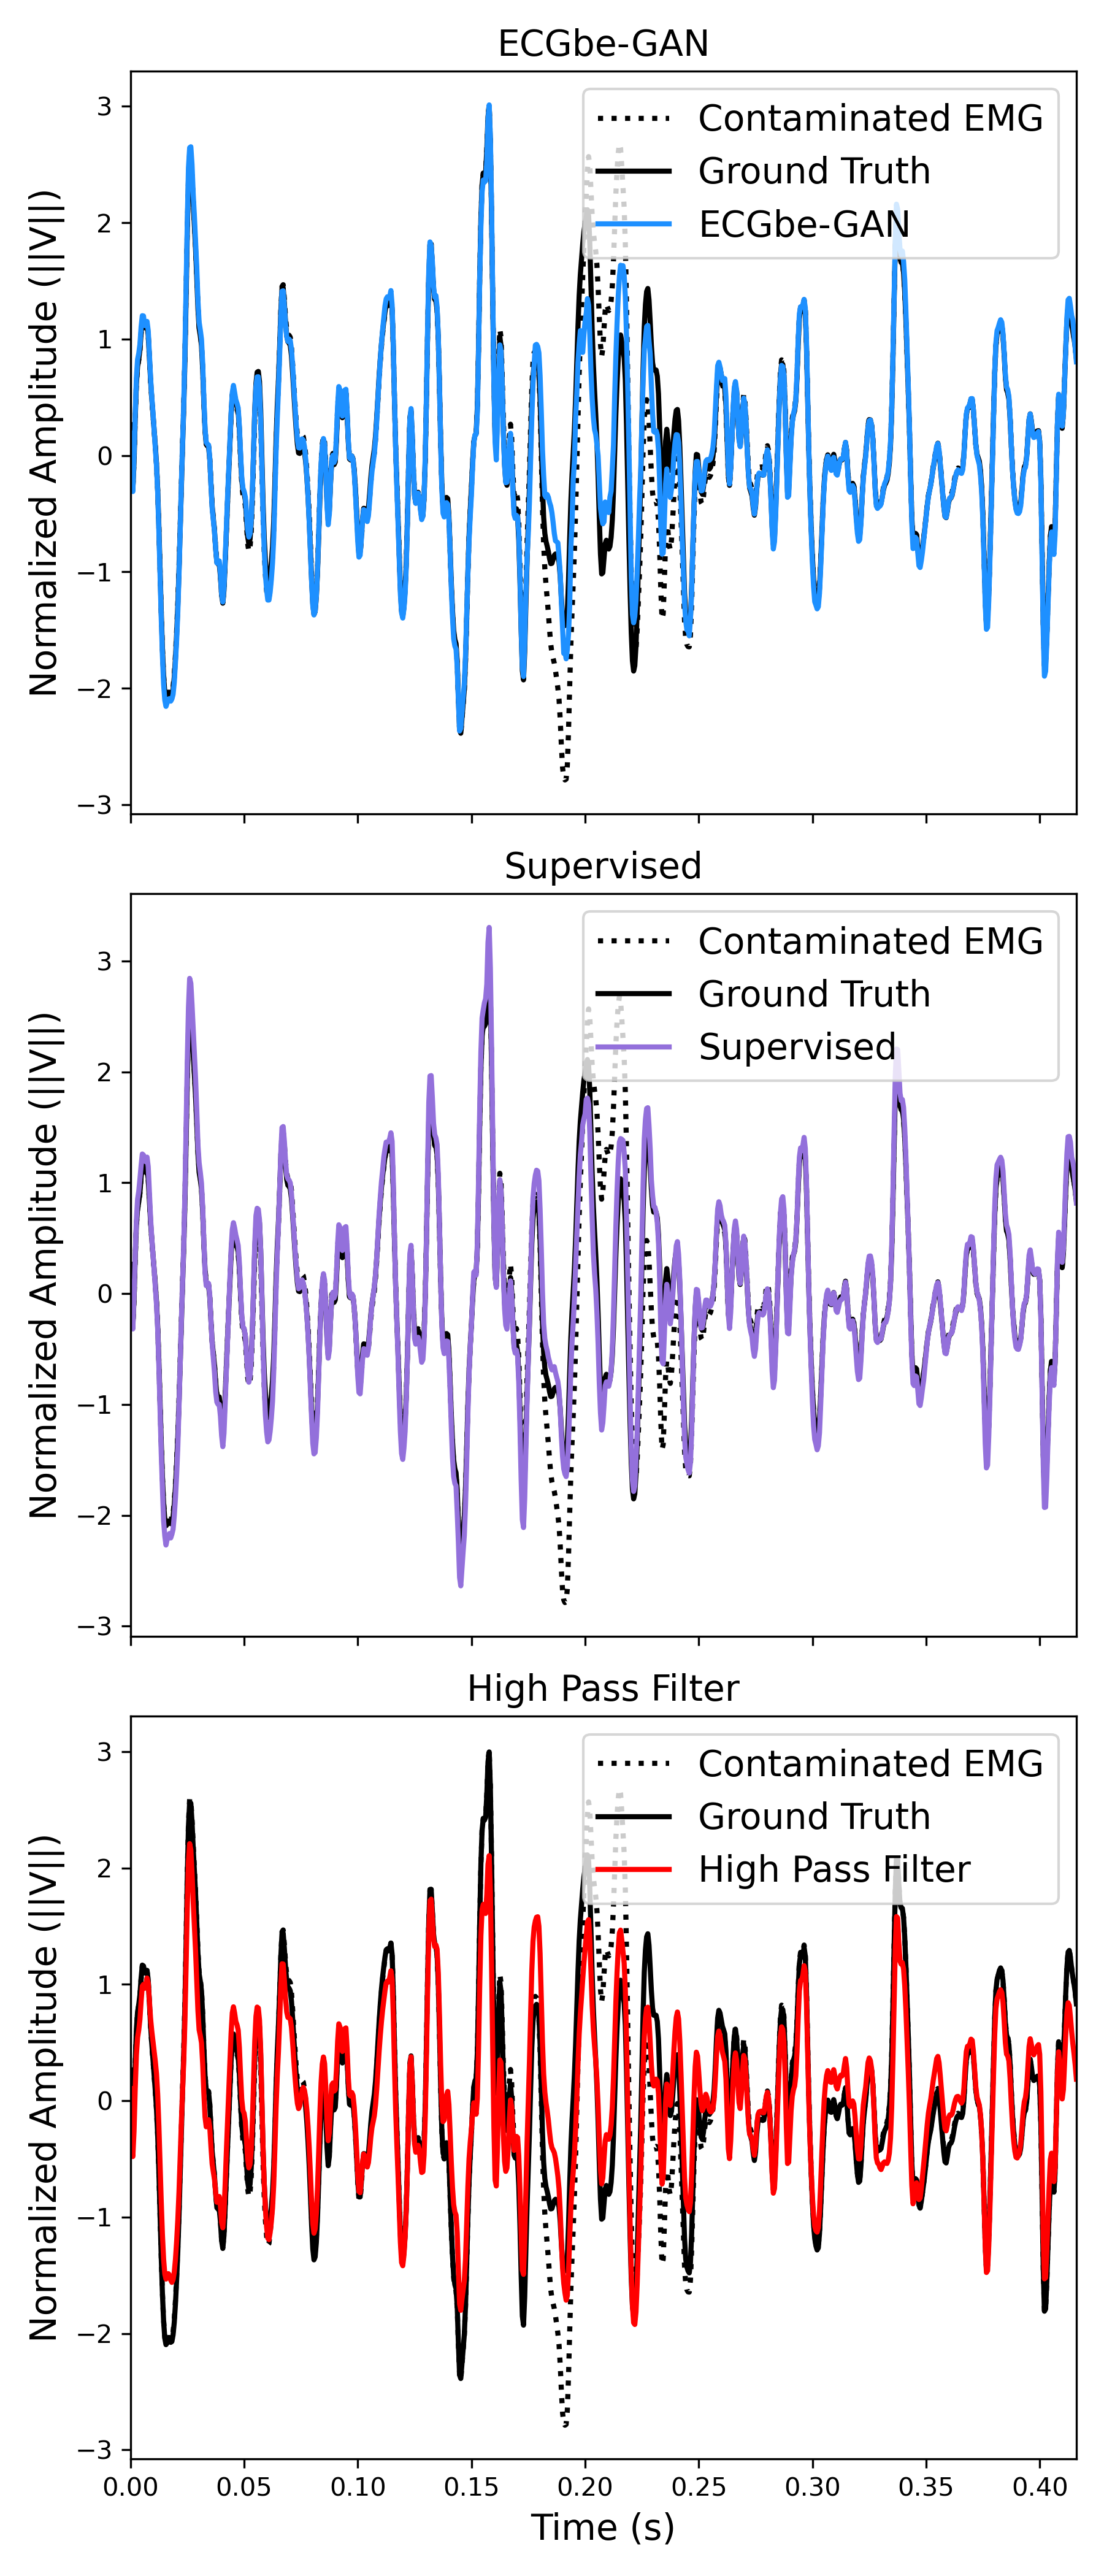 ECGbe-GAN
Normalized Amplitude (||V||)
3
2
1
0
−1
−2
−3
Contaminated EMG
Ground Truth
ECGbe-GAN
Supervised
Normalized Amplitude (||V||)
3
2
1
0
−1
−2
−3
Contaminated EMG
Ground Truth
Supervised
High Pass Filter
Normalized Amplitude (||V||)
3
2
1
0
−1
−2
−3
Contaminated EMG
Ground Truth
High Pass Filter
0.00 0.05 0.10 0.15 0.20 0.25 0.30 0.35 0.40
Time (s)